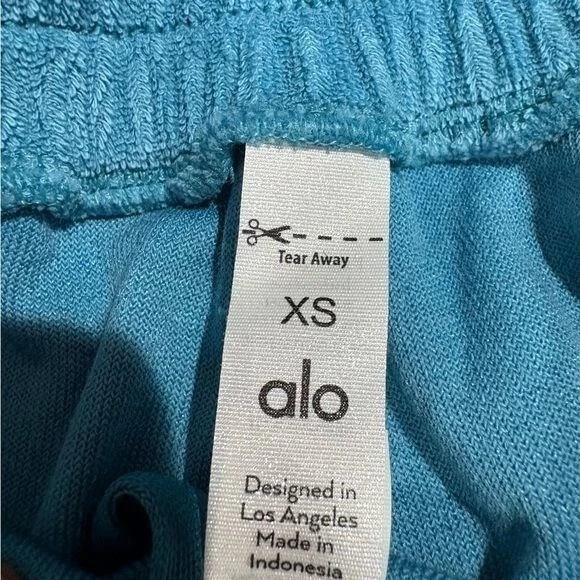 Tear Away
XS
alo
Designed in
Los Angeles
Made in
Indonesia